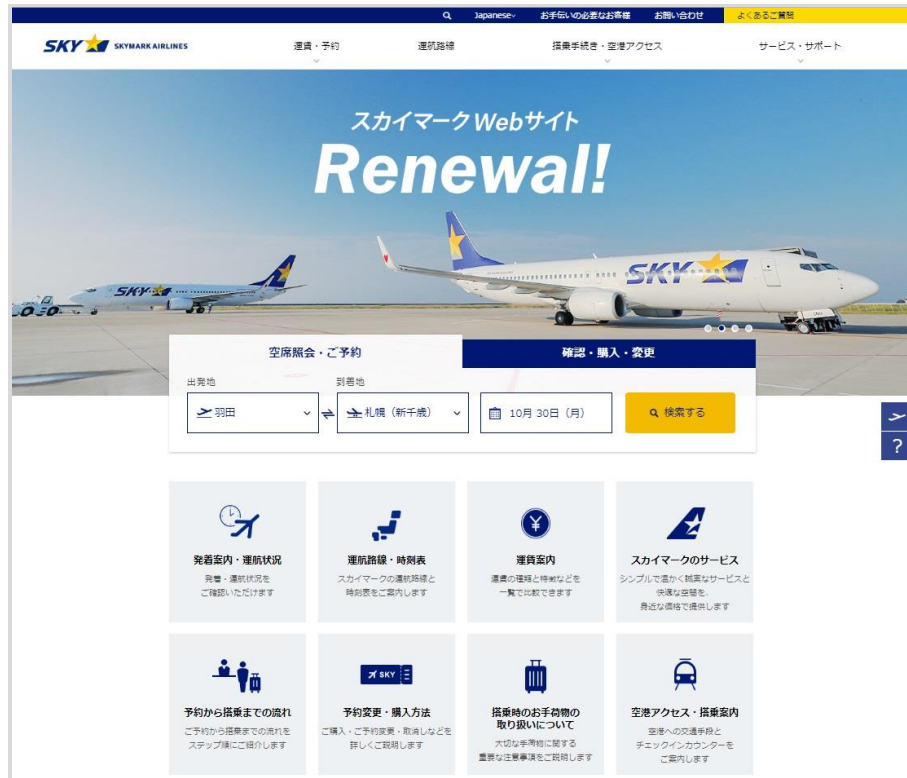 Japanese
お手伝いの必要なお客様
お問い合わせ
よくあるご質問
SKY SKYMARK AIRLINES
運賃・予約
運航路線
搭乗手続き・空港アクセス
サービス・サポート
スカイマーク Webサイト
Renewal!
SKY
SKY
空席照会・ご予約
確認・購入・変更
出発地
到着地
羽田
札幌（新千歳）
10月 30日（月）
検索する
?
発着案内・運航状況
発着・運航状況を
ご確認いただけます
運航路線・時刻表
スカイマークの運航路線と
時刻表をご案内します
運賃案内
運賃の種類と特徴などを
一覧で比較できます
スカイマークのサービス
シンプルで温かく誠実なサービスと
快適な空間を、
身近な価格で提供します
予約から搭乗までの流れ
ご予約から搭乗までの流れを
ステップ順にご紹介します
SKY
予約変更・購入方法
ご購入・ご予約変更・取消しなどを
詳しくご説明します
搭乗時のお手荷物の
取り扱いについて
大切な手荷物に関する
重要な注意事項をご説明します
空港アクセス・搭乗案内
空港への交通手段と
チェックインカウンターを
ご案内します